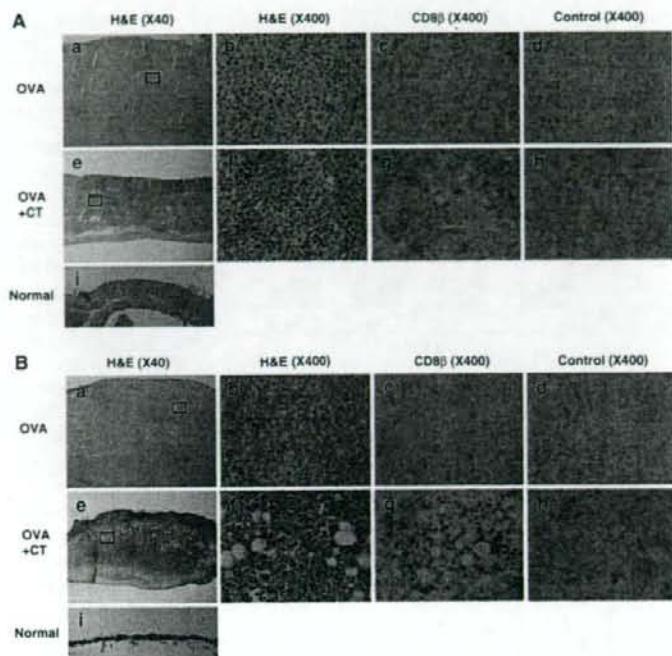 A
H&E (X40) H&E (X400) CD8β (X400) Control (X400)
OVA
a b c d
OVA
+CT
e f g h
Normal
i
B
H&E (X40) H&E (X400) CD8β (X400) Control (X400)
OVA
a b c d
OVA
+CT
e f g h
Normal
i